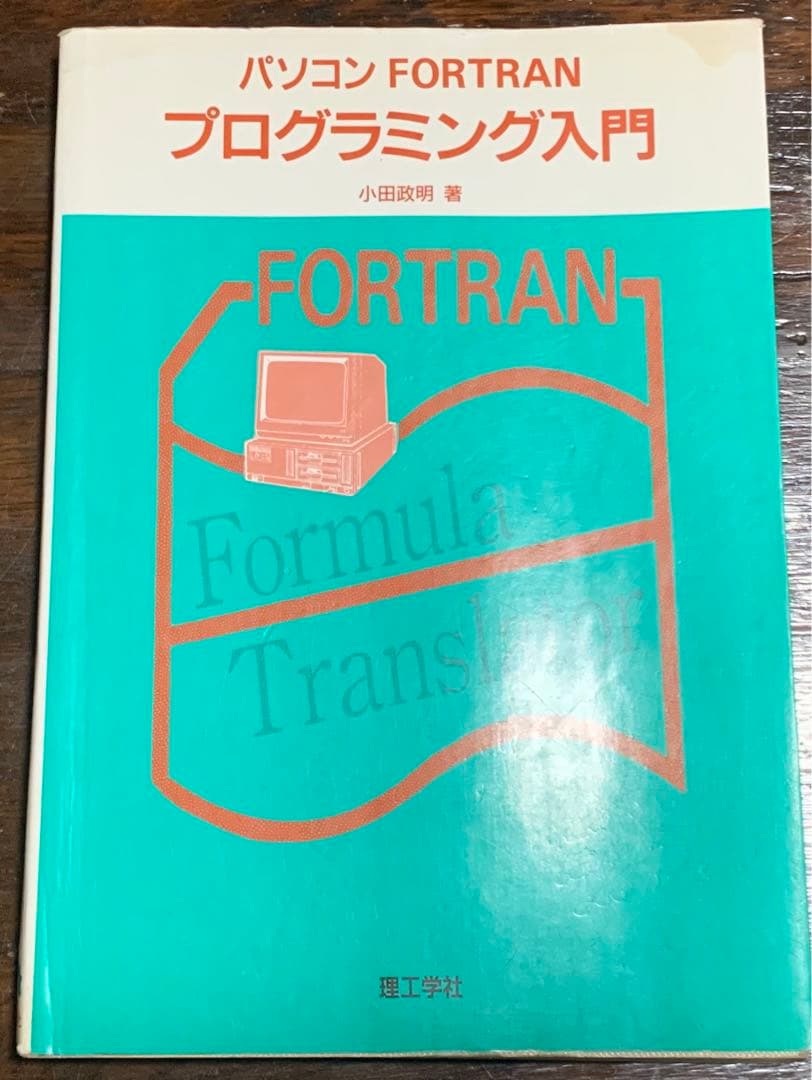 パソコン FORTRAN
プログラミング入門
小田政明 著
FORTRAN
Formula
Translator
理工学社